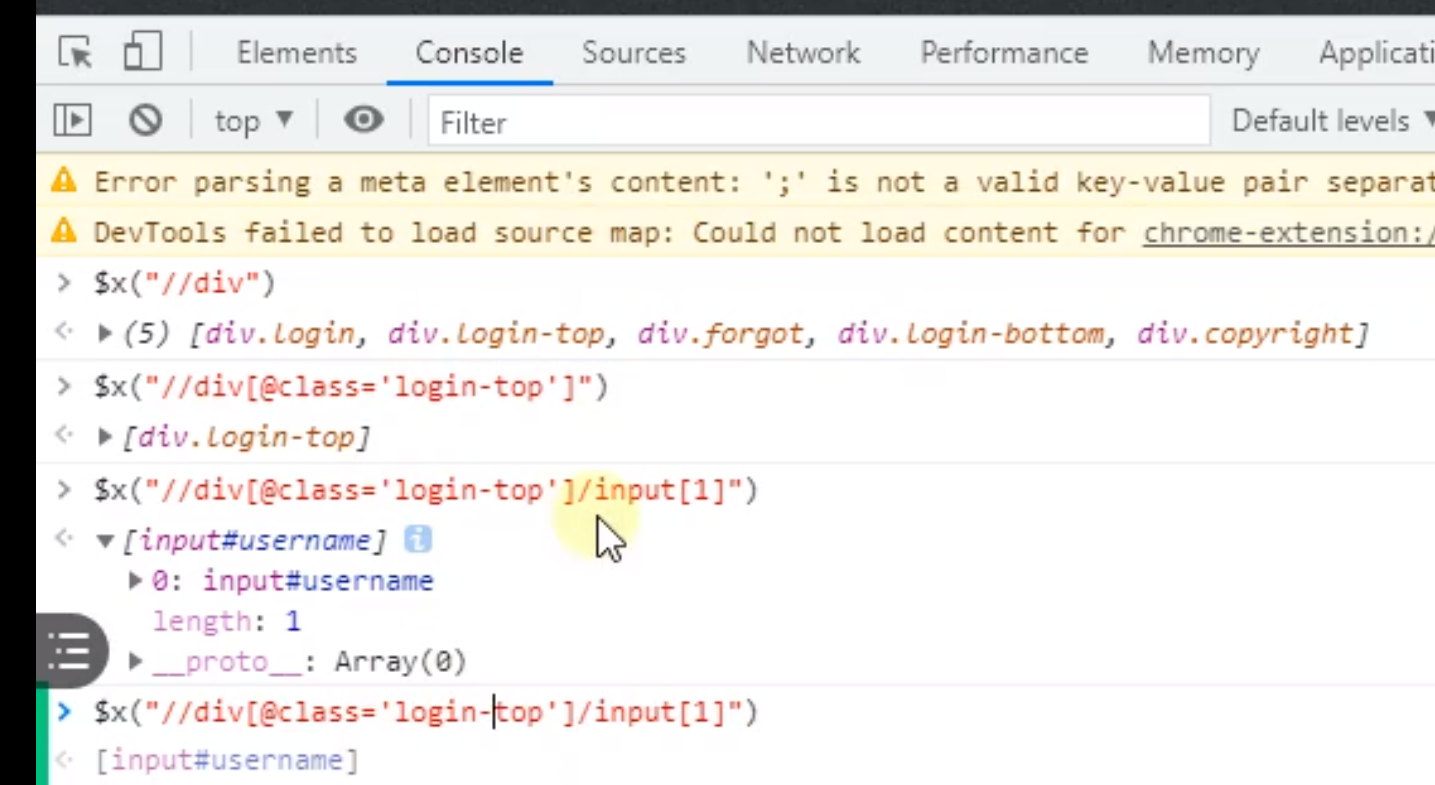 Elements Console Sources Network Performance Memory Applicati
top ▼ Filter Default levels ▼
Error parsing a meta element's content: ';' is not a valid key-value pair separat
DevTools failed to load source map: Could not load content for chrome-extension:/
> $x("//div")
<· ▶(5) [div.login, div.login-top, div.forgot, div.login-bottom, div.copyright]
> $x("//div[@class='login-top']")
<· ▶[div.login-top]
> $x("//div[@class='login-top']/input[1]")
<· ▼[input#username] i
▶0: input#username
length: 1
▶__proto__: Array(0)
> $x("//div[@class='login-top']/input[1]")
<· [input#username]